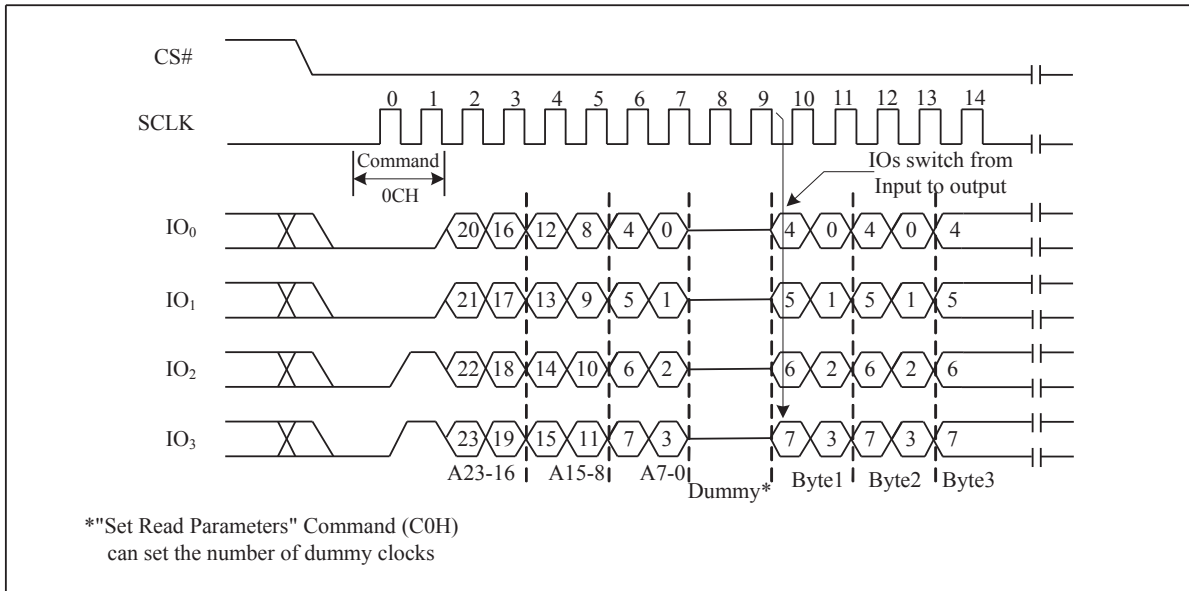 CS#
0 1 2 3 4 5 6 7 8 9 10 11 12 13 14
SCLK
Command
0CH
IOs switch from
Input to output
IO0 20 16 12 8 4 0 4 0 4 0 4
IO1 21 17 13 9 5 1 5 1 5 1 5
IO2 22 18 14 10 6 2 6 2 6 2 6
IO3 23 19 15 11 7 3 7 3 7 3 7
A23-16 A15-8 A7-0 Dummy* Byte1 Byte2 Byte3
*"Set Read Parameters" Command (C0H)
can set the number of dummy clocks